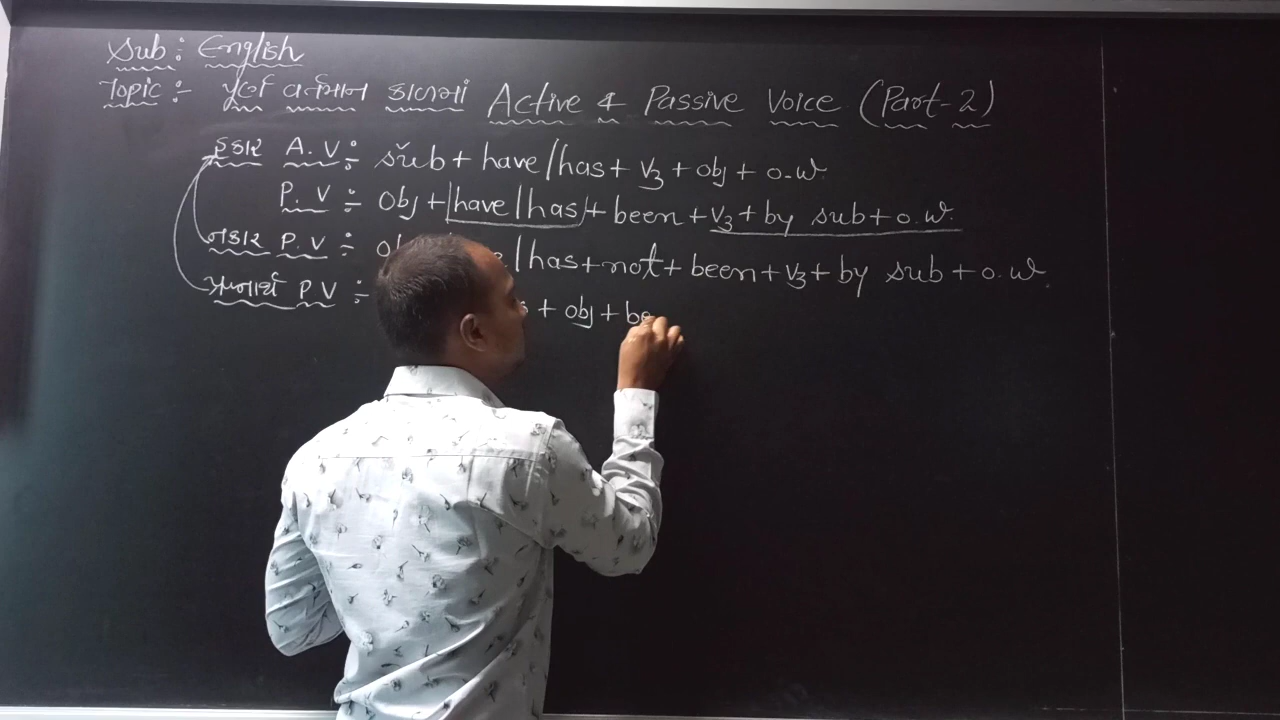 Sub : English
Topic :- પૂર્ણ વર્તમાન કાળમાં Active & Passive Voice (Part-2)
હકાર A.V :- sub + have/has + v3 + obj + o.w
P.V :- obj + have/has + been + v3 + by sub + o.w.
નકાર P.V :- /has + not + been + v3 + by sub + o.w.
પ્રશ્નાર્થ P V :- + obj + be